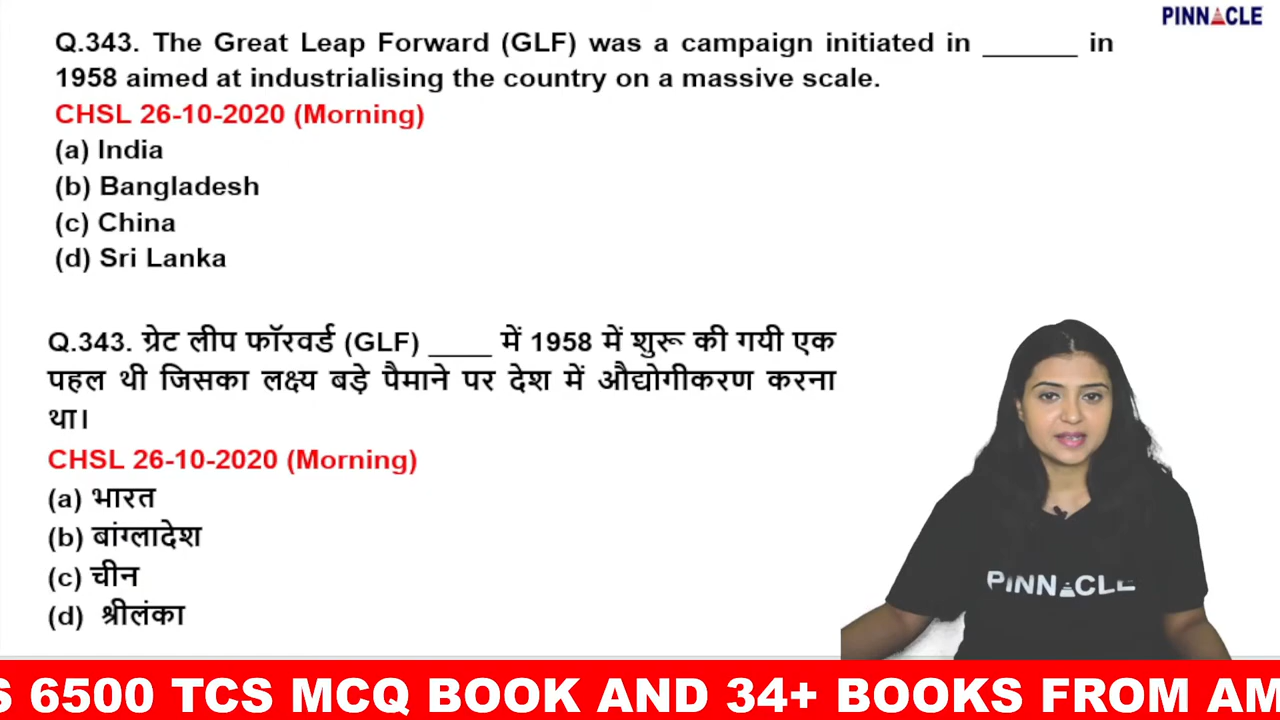 PINNACLE
Q.343. The Great Leap Forward (GLF) was a campaign initiated in ______ in
1958 aimed at industrialising the country on a massive scale.
CHSL 26-10-2020 (Morning)
(a) India
(b) Bangladesh
(c) China
(d) Sri Lanka
Q.343. ग्रेट लीप फॉरवर्ड (GLF) ____ में 1958 में शुरू की गयी एक
पहल थी जिसका लक्ष्य बड़े पैमाने पर देश में औद्योगीकरण करना
था।
CHSL 26-10-2020 (Morning)
(a) भारत
(b) बांग्लादेश
(c) चीन
(d) श्रीलंका
PINNACLE
S 6500 TCS MCQ BOOK AND 34+ BOOKS FROM AM